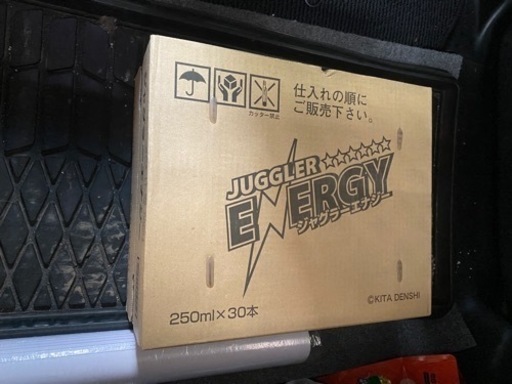 仕入れの順に
ご販売下さい。
カッター禁止
JUGGLER☆☆☆☆☆☆
ENERGY
ジャグラーエナジー
250ml×30本
©KITA DENSHI